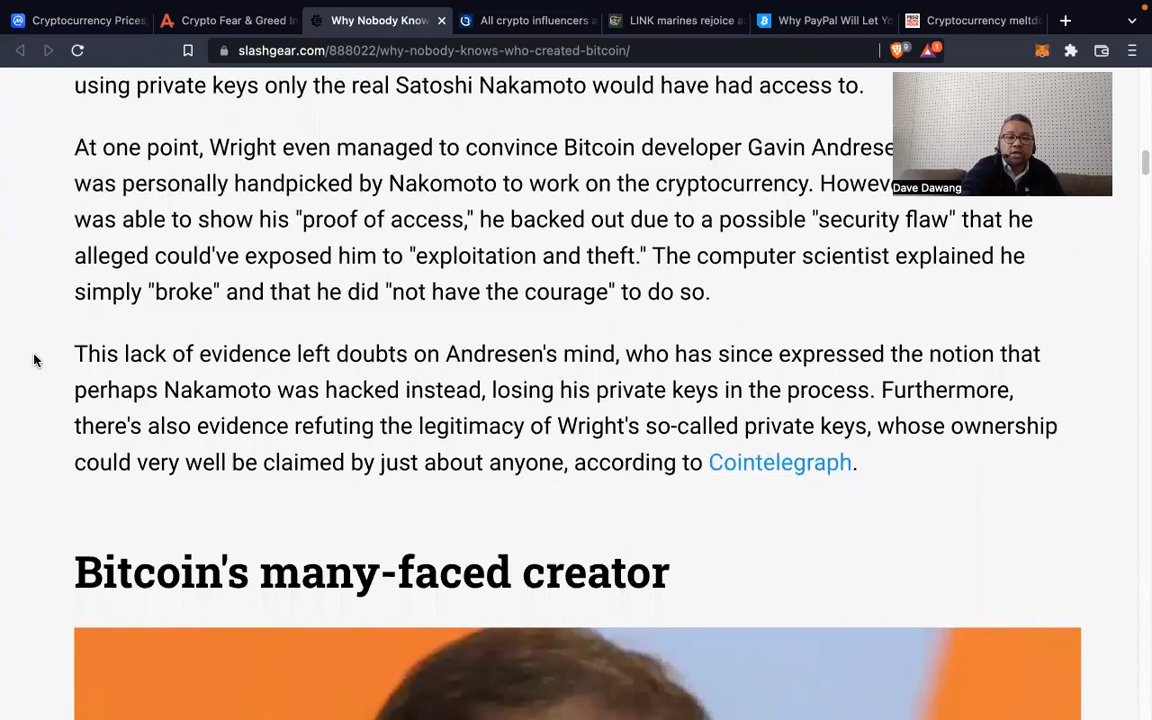 Cryptocurrency Prices, Crypto Fear & Greed In Why Nobody Know All crypto influencers a LINK marines rejoice a Why PayPal Will Let Yo Cryptocurrency meltdo
slashgear.com/888022/why-nobody-knows-who-created-bitcoin/ 9 1
using private keys only the real Satoshi Nakamoto would have had access to.
At one point, Wright even managed to convince Bitcoin developer Gavin Andrese
was personally handpicked by Nakomoto to work on the cryptocurrency. Howev
Dave Dawang
was able to show his "proof of access," he backed out due to a possible "security flaw" that he
alleged could've exposed him to "exploitation and theft." The computer scientist explained he
simply "broke" and that he did "not have the courage" to do so.
This lack of evidence left doubts on Andresen's mind, who has since expressed the notion that
perhaps Nakamoto was hacked instead, losing his private keys in the process. Furthermore,
there's also evidence refuting the legitimacy of Wright's so-called private keys, whose ownership
could very well be claimed by just about anyone, according to Cointelegraph.
Bitcoin's many-faced creator